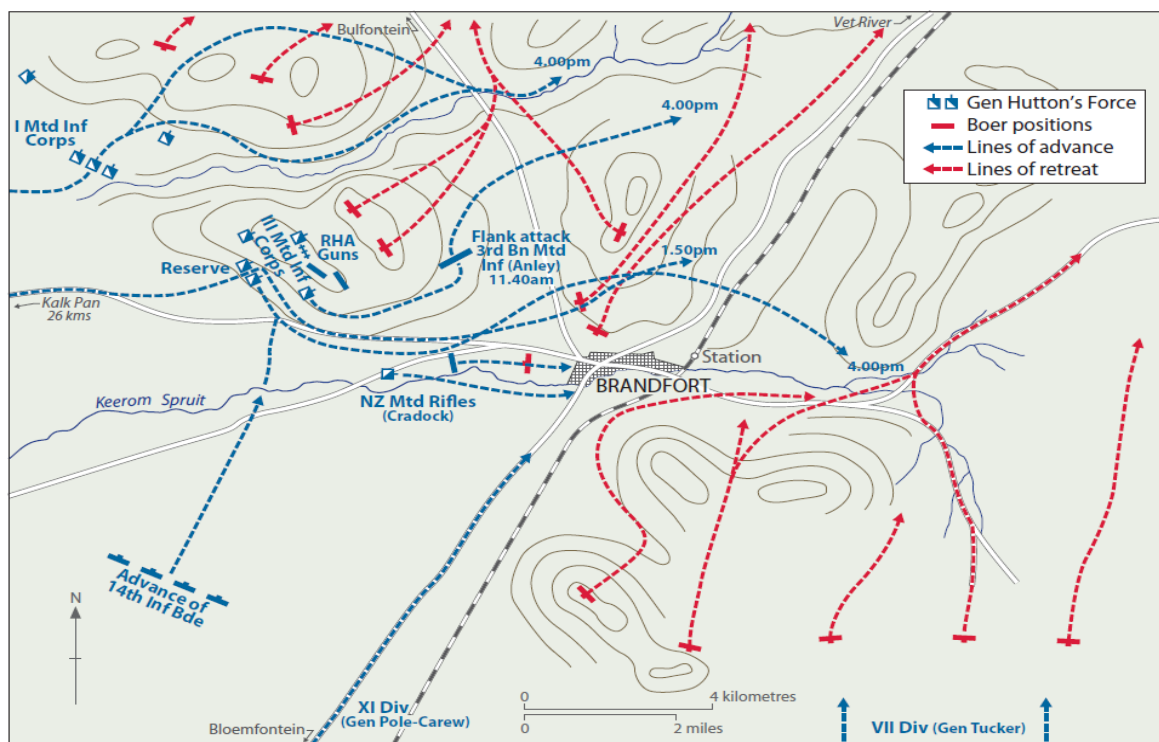 Bulfontein
Vet River
4.00pm
I Mtd Inf
Corps
4.00pm
Gen Hutton's Force
Boer positions
Lines of advance
Lines of retreat
III Mtd Inf
Corps
RHA
Guns
Reserve
Flank attack
3rd Bn Mtd
Inf (Anley)
11.40am
1.50pm
Kalk Pan
26 kms
Station
4.00pm
BRANDFORT
Keerom Spruit
NZ Mtd Rifles
(Cradock)
Advance of
14th Inf Bde
N
0
4 kilometres
0
2 miles
XI Div
(Gen Pole-Carew)
Bloemfontein
VII Div (Gen Tucker)